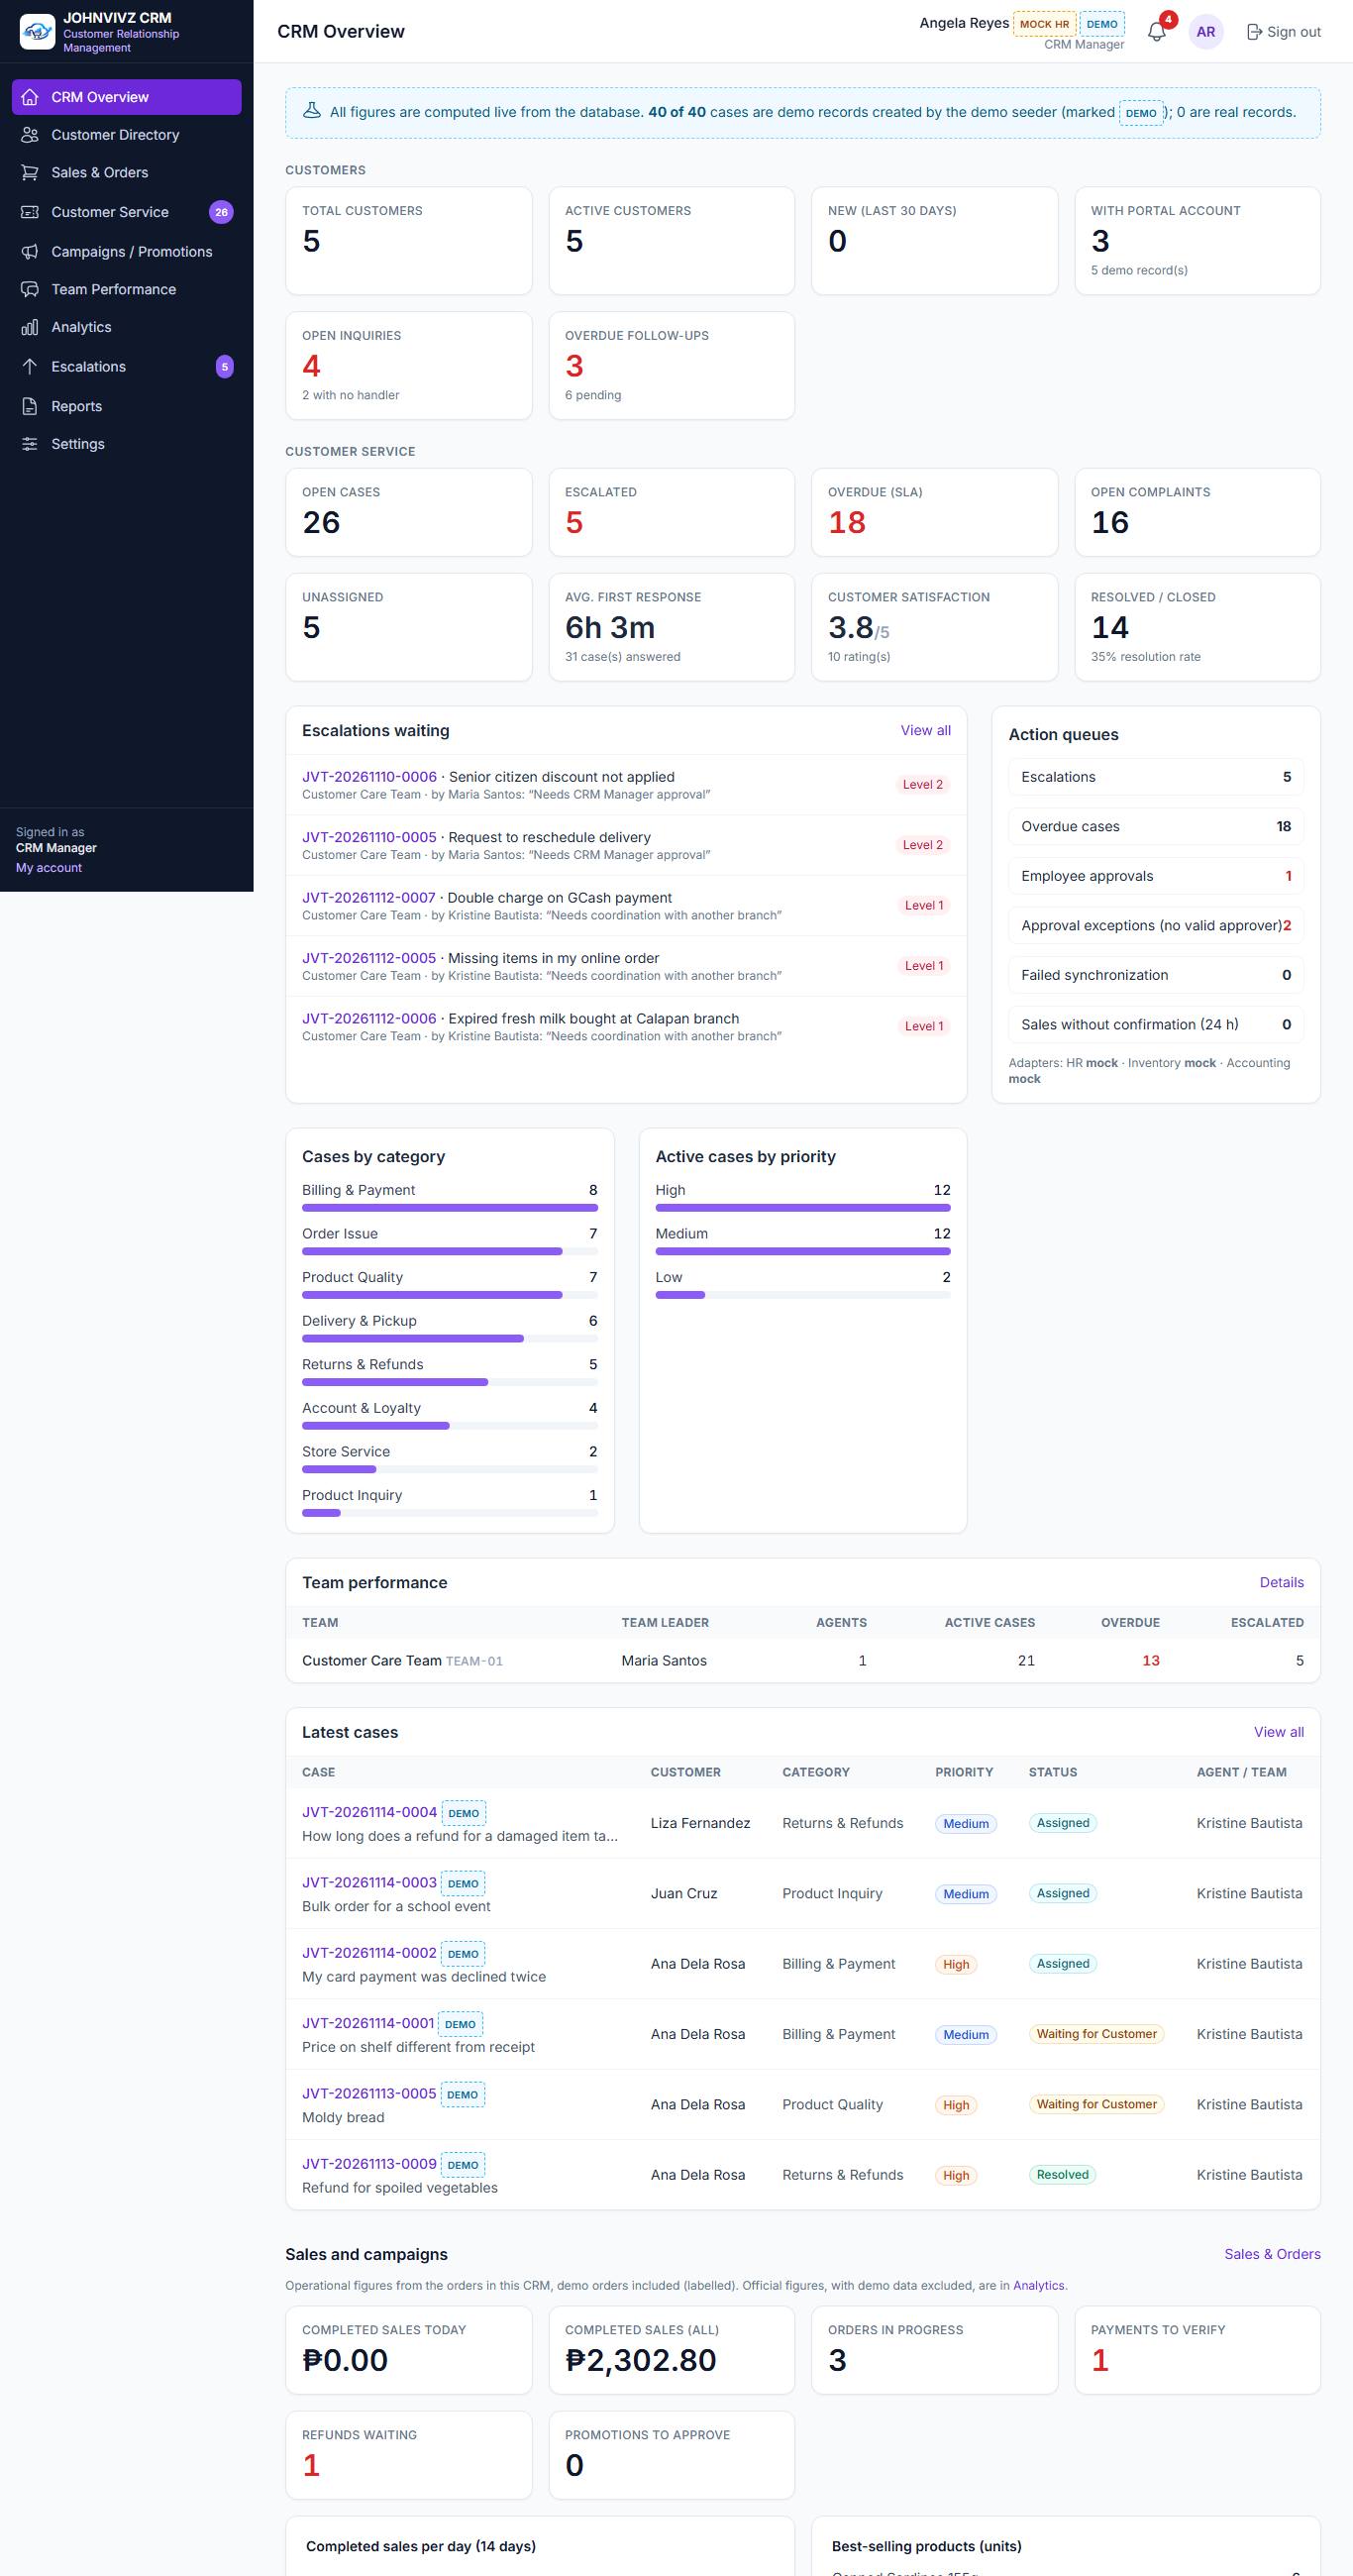 JOHNVIVZ CRM
Customer Relationship
Management
CRM Overview
Customer Directory
Sales & Orders
Customer Service 26
Campaigns / Promotions
Team Performance
Analytics
Escalations 5
Reports
Settings
Signed in as
CRM Manager
My account
CRM Overview
Angela Reyes MOCK HR DEMO
CRM Manager
4
AR
Sign out
All figures are computed live from the database. 40 of 40 cases are demo records created by the demo seeder (marked DEMO); 0 are real records.
CUSTOMERS
TOTAL CUSTOMERS
5
ACTIVE CUSTOMERS
5
NEW (LAST 30 DAYS)
0
WITH PORTAL ACCOUNT
3
5 demo record(s)
OPEN INQUIRIES
4
2 with no handler
OVERDUE FOLLOW-UPS
3
6 pending
CUSTOMER SERVICE
OPEN CASES
26
ESCALATED
5
OVERDUE (SLA)
18
OPEN COMPLAINTS
16
UNASSIGNED
5
AVG. FIRST RESPONSE
6h 3m
31 case(s) answered
CUSTOMER SATISFACTION
3.8/5
10 rating(s)
RESOLVED / CLOSED
14
35% resolution rate
Escalations waiting View all
JVT-20261110-0006 · Senior citizen discount not applied
Customer Care Team · by Maria Santos: “Needs CRM Manager approval”
Level 2
JVT-20261110-0005 · Request to reschedule delivery
Customer Care Team · by Maria Santos: “Needs CRM Manager approval”
Level 2
JVT-20261112-0007 · Double charge on GCash payment
Customer Care Team · by Kristine Bautista: “Needs coordination with another branch”
Level 1
JVT-20261112-0005 · Missing items in my online order
Customer Care Team · by Kristine Bautista: “Needs coordination with another branch”
Level 1
JVT-20261112-0006 · Expired fresh milk bought at Calapan branch
Customer Care Team · by Kristine Bautista: “Needs coordination with another branch”
Level 1
Action queues
Escalations 5
Overdue cases 18
Employee approvals 1
Approval exceptions (no valid approver)2
Failed synchronization 0
Sales without confirmation (24 h) 0
Adapters: HR mock · Inventory mock · Accounting
mock
Cases by category
Billing & Payment 8
Order Issue 7
Product Quality 7
Delivery & Pickup 6
Returns & Refunds 5
Account & Loyalty 4
Store Service 2
Product Inquiry 1
Active cases by priority
High 12
Medium 12
Low 2
Team performance Details
TEAM TEAM LEADER AGENTS ACTIVE CASES OVERDUE ESCALATED
Customer Care Team TEAM-01 Maria Santos 1 21 13 5
Latest cases View all
CASE CUSTOMER CATEGORY PRIORITY STATUS AGENT / TEAM
JVT-20261114-0004 DEMO
How long does a refund for a damaged item ta...
Liza Fernandez Returns & Refunds Medium Assigned Kristine Bautista
JVT-20261114-0003 DEMO
Bulk order for a school event
Juan Cruz Product Inquiry Medium Assigned Kristine Bautista
JVT-20261114-0002 DEMO
My card payment was declined twice
Ana Dela Rosa Billing & Payment High Assigned Kristine Bautista
JVT-20261114-0001 DEMO
Price on shelf different from receipt
Ana Dela Rosa Billing & Payment Medium Waiting for Customer Kristine Bautista
JVT-20261113-0005 DEMO
Moldy bread
Ana Dela Rosa Product Quality High Waiting for Customer Kristine Bautista
JVT-20261113-0009 DEMO
Refund for spoiled vegetables
Ana Dela Rosa Returns & Refunds High Resolved Kristine Bautista
Sales and campaigns Sales & Orders
Operational figures from the orders in this CRM, demo orders included (labelled). Official figures, with demo data excluded, are in Analytics.
COMPLETED SALES TODAY
₱0.00
COMPLETED SALES (ALL)
₱2,302.80
ORDERS IN PROGRESS
3
PAYMENTS TO VERIFY
1
REFUNDS WAITING
1
PROMOTIONS TO APPROVE
0
Completed sales per day (14 days)
Best-selling products (units)